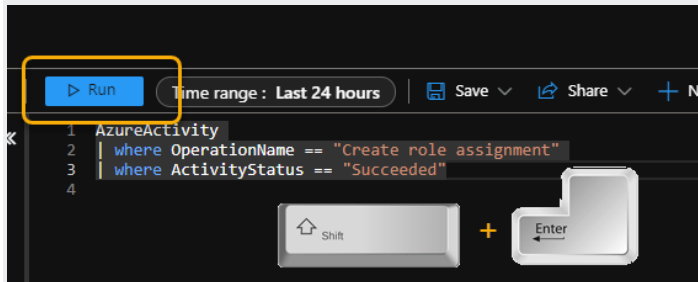 Run Time range : Last 24 hours Save Share N
1 AzureActivity
2 | where OperationName == "Create role assignment"
3 | where ActivityStatus == "Succeeded"
4
Shift + Enter